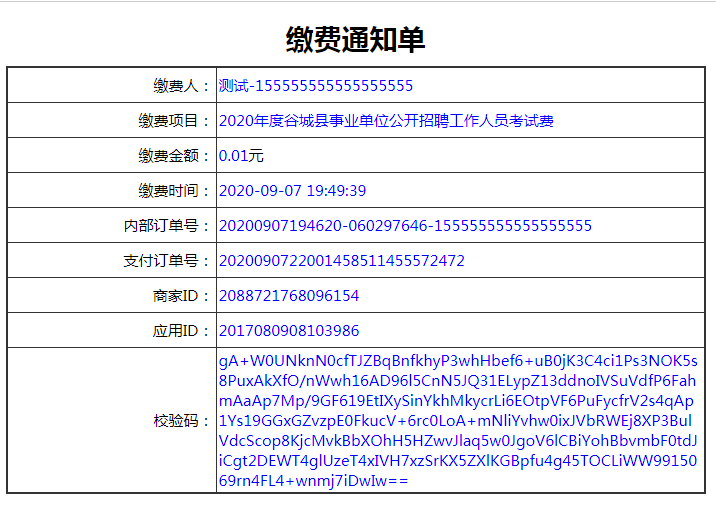 缴费通知单
缴费人： 测试-155555555555555555
缴费项目： 2020年度谷城县事业单位公开招聘工作人员考试费
缴费金额： 0.01元
缴费时间： 2020-09-07 19:49:39
内部订单号： 20200907194620-060297646-155555555555555555
支付订单号： 2020090722001458511455572472
商家ID： 2088721768096154
应用ID： 2017080908103986
校验码： gA+W0UNknN0cfTJZBqBnfkhyP3whHbef6+uB0jK3C4ci1Ps3NOK5s
8PuxAkXfO/nWwh16AD96l5CnN5JQ31ELypZ13ddnoIVSuVdfP6Fah
mAaAp7Mp/9GF619EtIXySinYkhMkycrLi6EOtpVF6PuFycfrV2s4qAp
1Ys19GGxGZvzpE0FkucV+6rc0LoA+mNliYvhw0ixJVbRWEj8XP3BuI
VdcScop8KjcMvkBbXOhH5HZwvJlaq5w0JgoV6lCBiYohBbvmbF0tdJ
iCgt2DEWT4glUzeT4xIVH7xzSrKX5ZXlKGBpfu4g45TOCLiWW99150
69rn4FL4+wnmj7iDwIw==